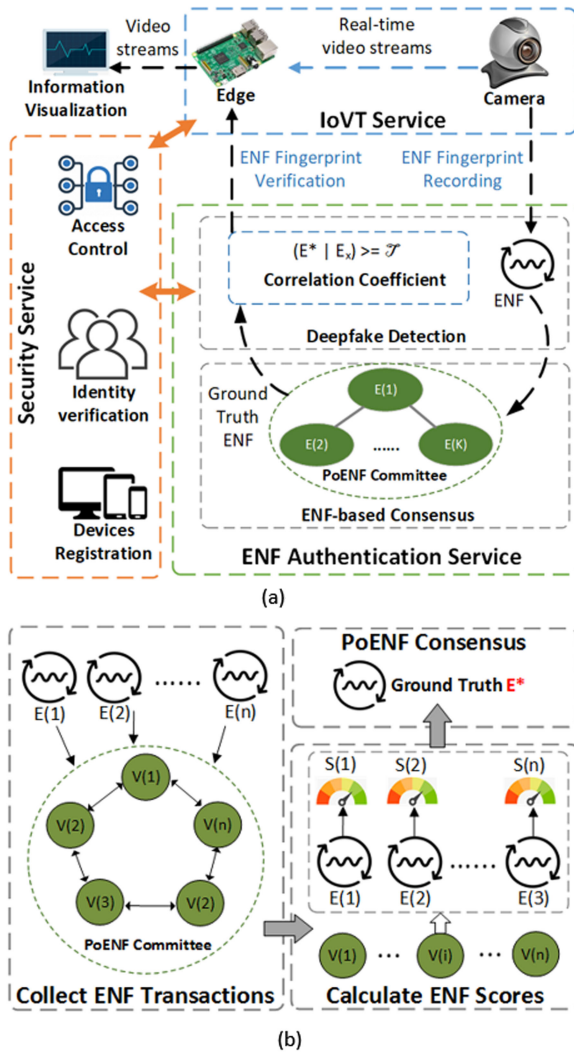 Video
streams
Real-time
video streams
Information
Visualization
Edge
Camera
IoVT Service
ENF Fingerprint
Verification
ENF Fingerprint
Recording
Security Service
Access
Control
Identity
verification
Devices
Registration
(E* | Eₓ) >= 𝒯
Correlation Coefficient
ENF
Deepfake Detection
Ground
Truth
ENF
E(1)
E(2)
......
E(K)
PoENF Committee
ENF-based Consensus
ENF Authentication Service
(a)
E(1)
E(2)
......
E(n)
V(1)
V(2)
V(n)
V(3)
V(2)
PoENF Committee
Collect ENF Transactions
PoENF Consensus
Ground Truth E*
S(1)
S(2)
S(n)
E(1)
E(2)
......
E(3)
V(1)
...
V(i)
...
V(n)
Calculate ENF Scores
(b)